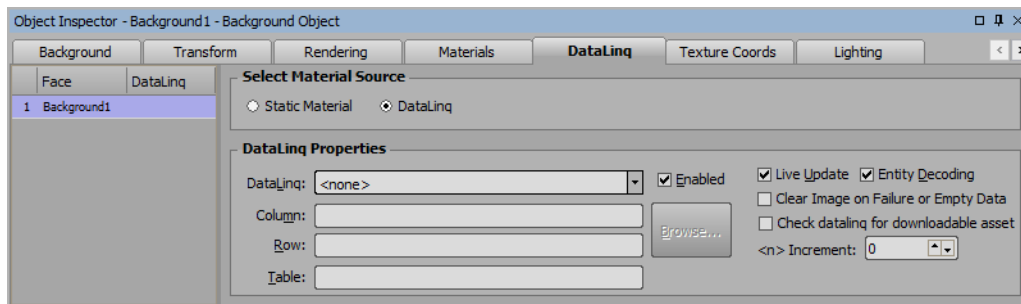 Object Inspector - Background1 - Background Object
Background Transform Rendering Materials DataLinq Texture Coords Lighting
Face DataLinq
1 Background1
Select Material Source
Static Material DataLinq
DataLinq Properties
DataLinq: <none> Enabled Live Update Entity Decoding
Clear Image on Failure or Empty Data
Column: Browse... Check datalinq for downloadable asset
Row: <n> Increment: 0
Table: